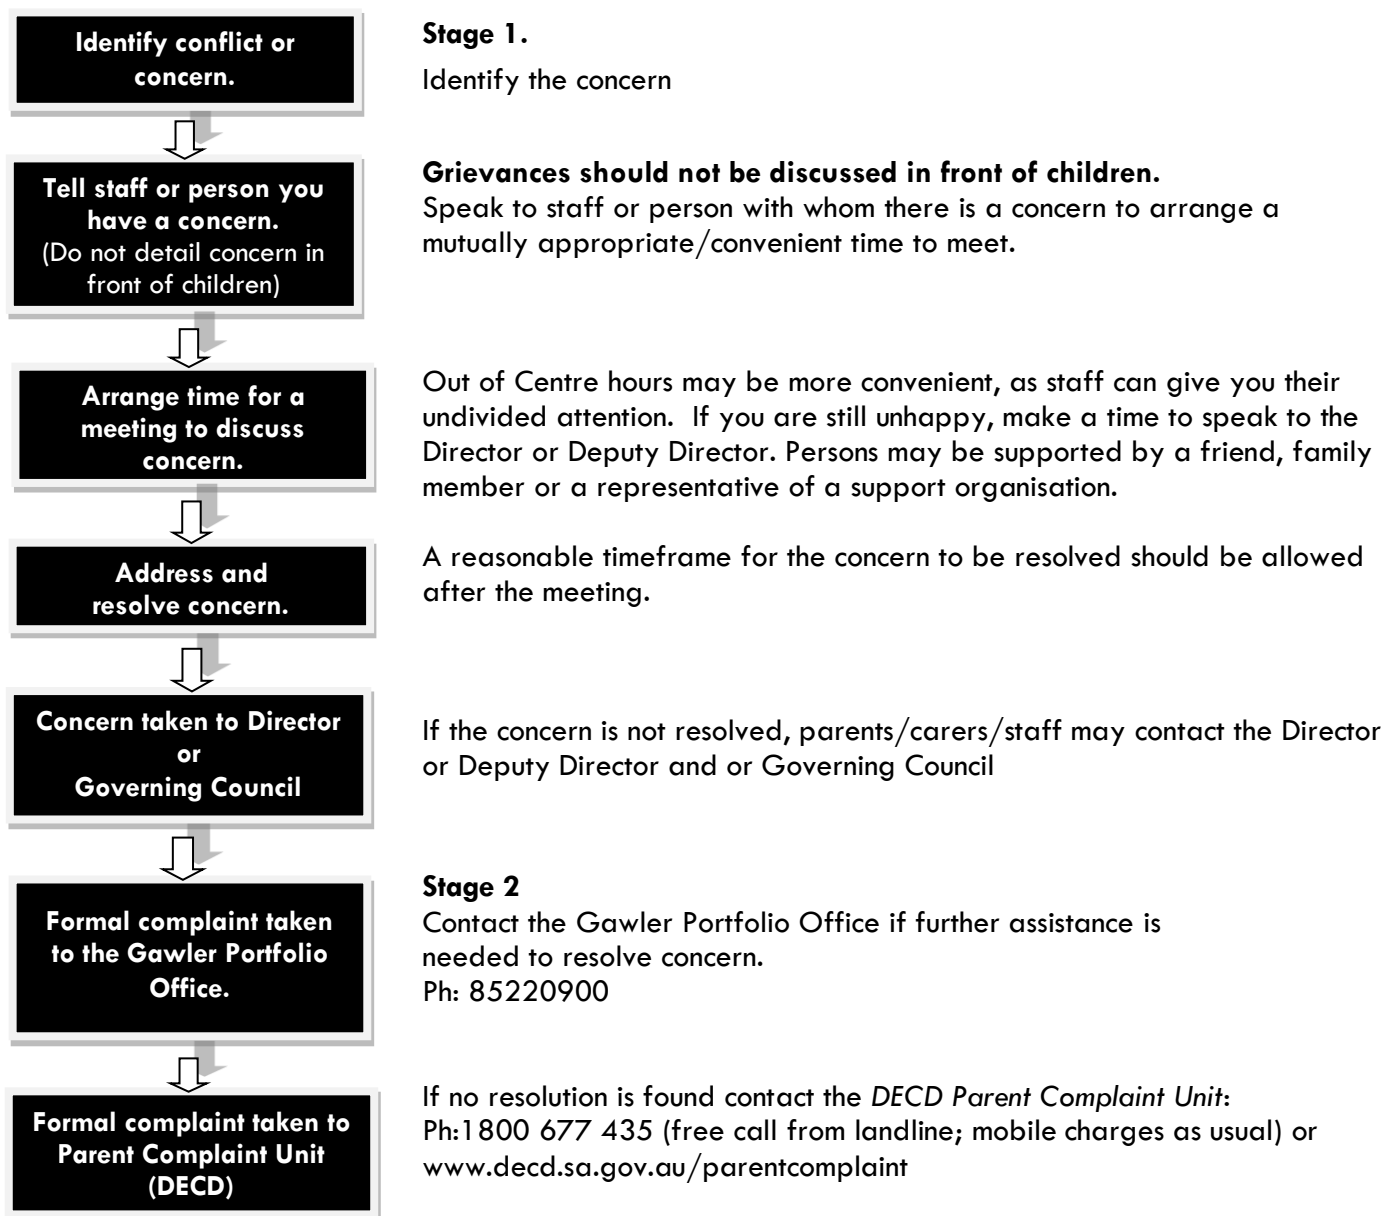 Identify conflict or
concern.
Stage 1.
Identify the concern
Tell staff or person you
have a concern.
(Do not detail concern in
front of children)
Grievances should not be discussed in front of children.
Speak to staff or person with whom there is a concern to arrange a
mutually appropriate/convenient time to meet.
Arrange time for a
meeting to discuss
concern.
Out of Centre hours may be more convenient, as staff can give you their
undivided attention.  If you are still unhappy, make a time to speak to the
Director or Deputy Director. Persons may be supported by a friend, family
member or a representative of a support organisation.
Address and
resolve concern.
A reasonable timeframe for the concern to be resolved should be allowed
after the meeting.
Concern taken to Director
or
Governing Council
If the concern is not resolved, parents/carers/staff may contact the Director
or Deputy Director and or Governing Council
Formal complaint taken
to the Gawler Portfolio
Office.
Stage 2
Contact the Gawler Portfolio Office if further assistance is
needed to resolve concern.
Ph: 85220900
Formal complaint taken to
Parent Complaint Unit
(DECD)
If no resolution is found contact the DECD Parent Complaint Unit:
Ph:1800 677 435 (free call from landline; mobile charges as usual) or
www.decd.sa.gov.au/parentcomplaint